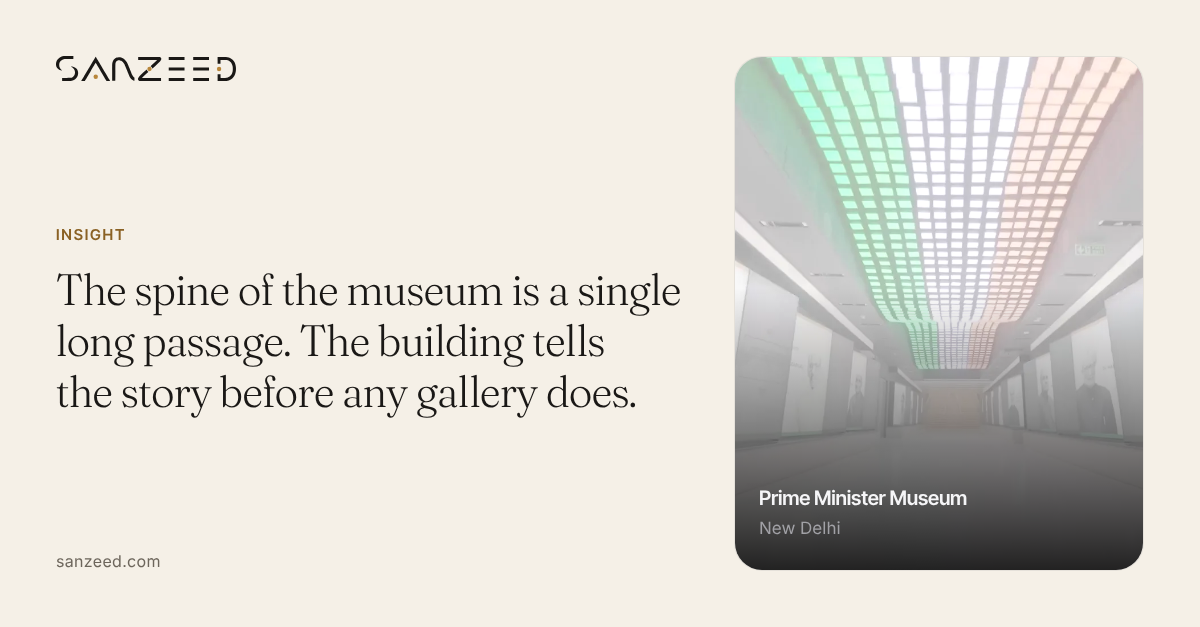 SANZEED
INSIGHT
The spine of the museum is a single
long passage. The building tells
the story before any gallery does.
sanzeed.com
Prime Minister Museum
New Delhi